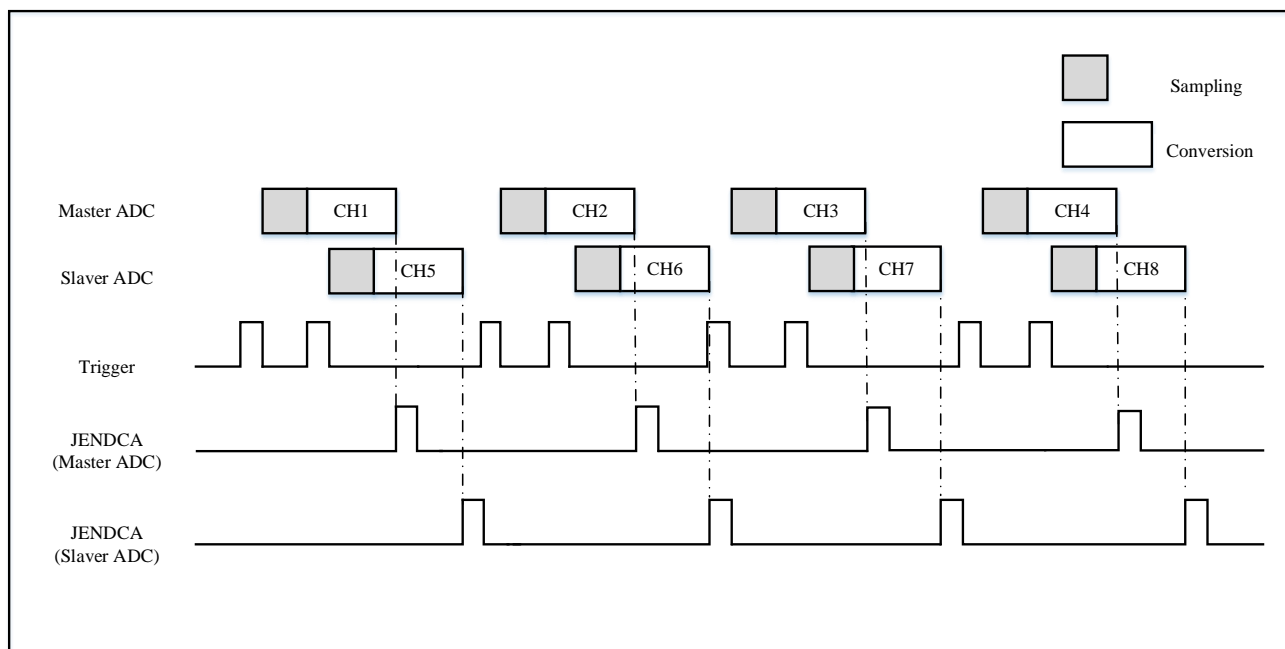 Sampling
Conversion
Master ADC
CH1
CH2
CH3
CH4
Slaver ADC
CH5
CH6
CH7
CH8
Trigger
JENDCA
(Master ADC)
JENDCA
(Slaver ADC)